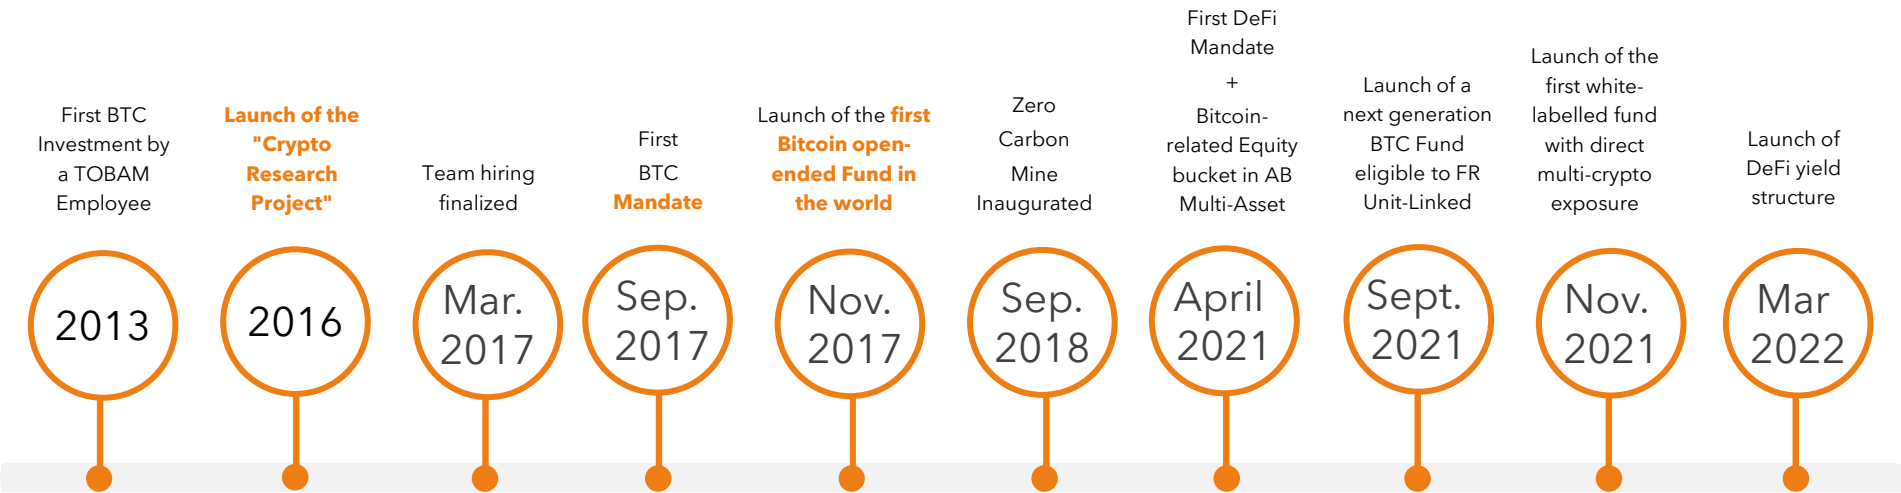 First BTC
Investment by
a TOBAM
Employee
2013
Launch of the
"Crypto
Research
Project"
2016
Team hiring
finalized
Mar.
2017
First
BTC
Mandate
Sep.
2017
Launch of the first
Bitcoin open-
ended Fund in
the world
Nov.
2017
Zero
Carbon
Mine
Inaugurated
Sep.
2018
First DeFi
Mandate
+
Bitcoin-
related Equity
bucket in AB
Multi-Asset
April
2021
Launch of a
next generation
BTC Fund
eligible to FR
Unit-Linked
Sept.
2021
Launch of the
first white-
labelled fund
with direct
multi-crypto
exposure
Nov.
2021
Launch of
DeFi yield
structure
Mar
2022